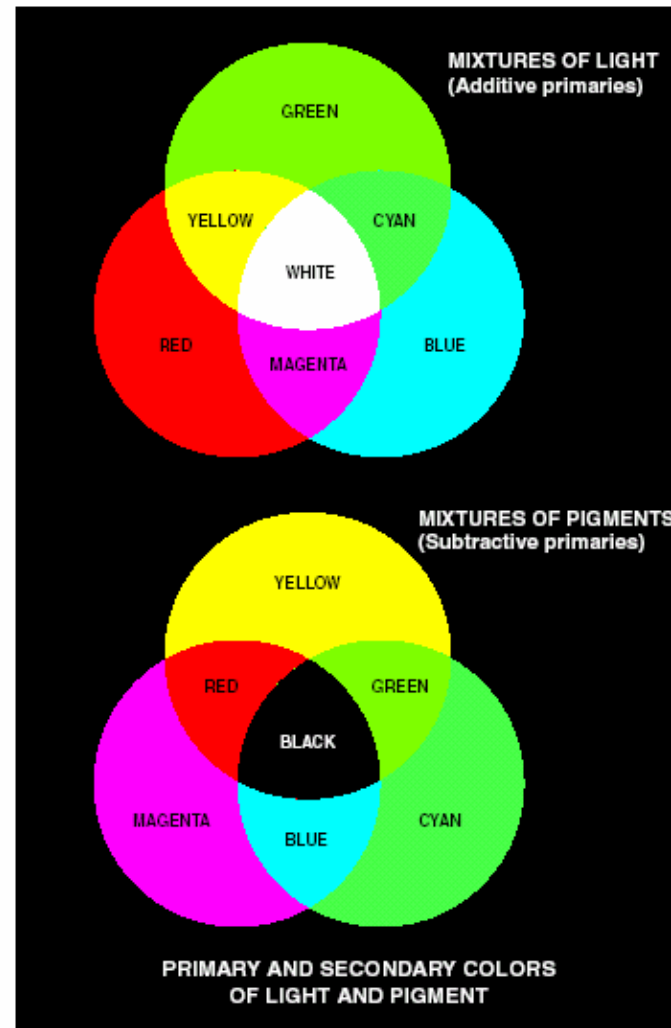 MIXTURES OF LIGHT
(Additive primaries)
GREEN
YELLOW
CYAN
WHITE
RED
BLUE
MAGENTA
MIXTURES OF PIGMENTS
(Subtractive primaries)
YELLOW
RED
GREEN
BLACK
MAGENTA
CYAN
BLUE
PRIMARY AND SECONDARY COLORS
OF LIGHT AND PIGMENT